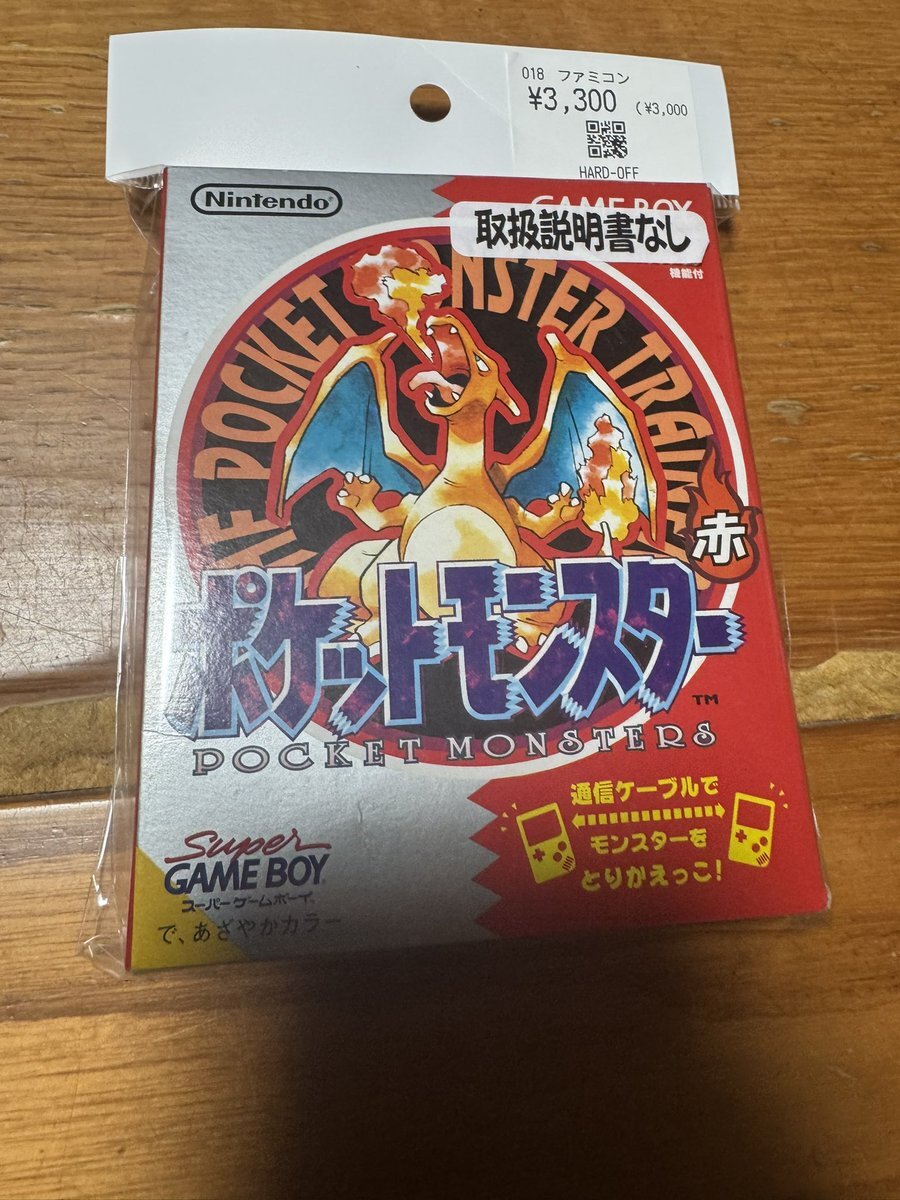 018 ファミコン
¥3,300 (¥3,000
HARD-OFF
Nintendo
GAME BOY
取扱説明書なし
機能付
POCKET MONSTER TRAINE
ポケットモンスター
赤
TM
POCKET MONSTERS
通信ケーブルで
モンスターを
とりかえっこ!
Super
GAME BOY
スーパーゲームボーイ
で、あざやかカラー